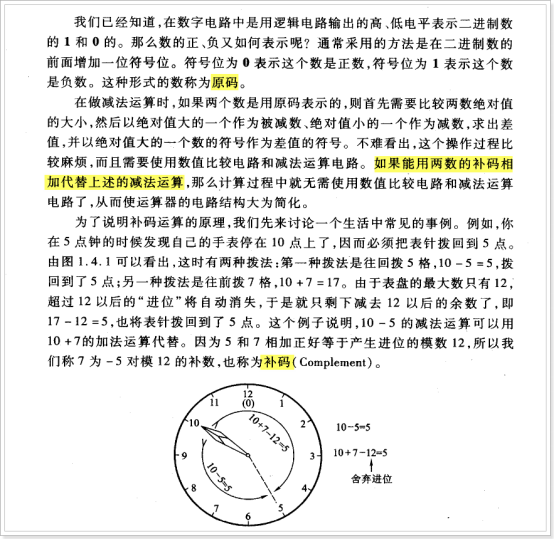 我们已经知道,在数字电路中是用逻辑电路输出的高、低电平表示二进制数
的 1 和 0 的。那么数的正、负又如何表示呢? 通常采用的方法是在二进制数的
前面增加一位符号位。符号位为 0 表示这个数是正数,符号位为 1 表示这个数
是负数。这种形式的数称为原码。
在做减法运算时,如果两个数是用原码表示的,则首先需要比较两数绝对值
的大小,然后以绝对值大的一个作为被减数、绝对值小的一个作为减数,求出差
值,并以绝对值大的一个数的符号作为差值的符号。不难看出,这个操作过程比
较麻烦,而且需要使用数值比较电路和减法运算电路。如果能用两数的补码相
加代替上述的减法运算,那么计算过程中就无需使用数值比较电路和减法运算
电路了,从而使运算器的电路结构大为简化。
为了说明补码运算的原理,我们先来讨论一个生活中常见的事例。例如,你
在 5 点钟的时候发现自己的手表停在 10 点上了,因而必须把表针拨回到 5 点。
由图 1.4.1 可以看出,这时有两种拨法:第一种拨法是往回拨 5 格,10 - 5 = 5,拨
回到了 5 点;另一种拨法是往前拨 7 格,10 + 7 = 17。由于表盘的最大数只有 12,
超过 12 以后的“进位”将自动消失,于是就只剩下减去 12 以后的余数了,即
17 - 12 = 5,也将表针拨回到了 5 点。这个例子说明,10 - 5 的减法运算可以用
10 + 7的加法运算代替。因为 5 和 7 相加正好等于产生进位的模数 12,所以我
们称 7 为 - 5 对模 12 的补数,也称为补码(Complement)。
12
(0)
11
1
10
2
10+7-12=5
10-5=5
9
3
10-5=5
10+7-12=5
舍弃进位
8
4
7
5
6